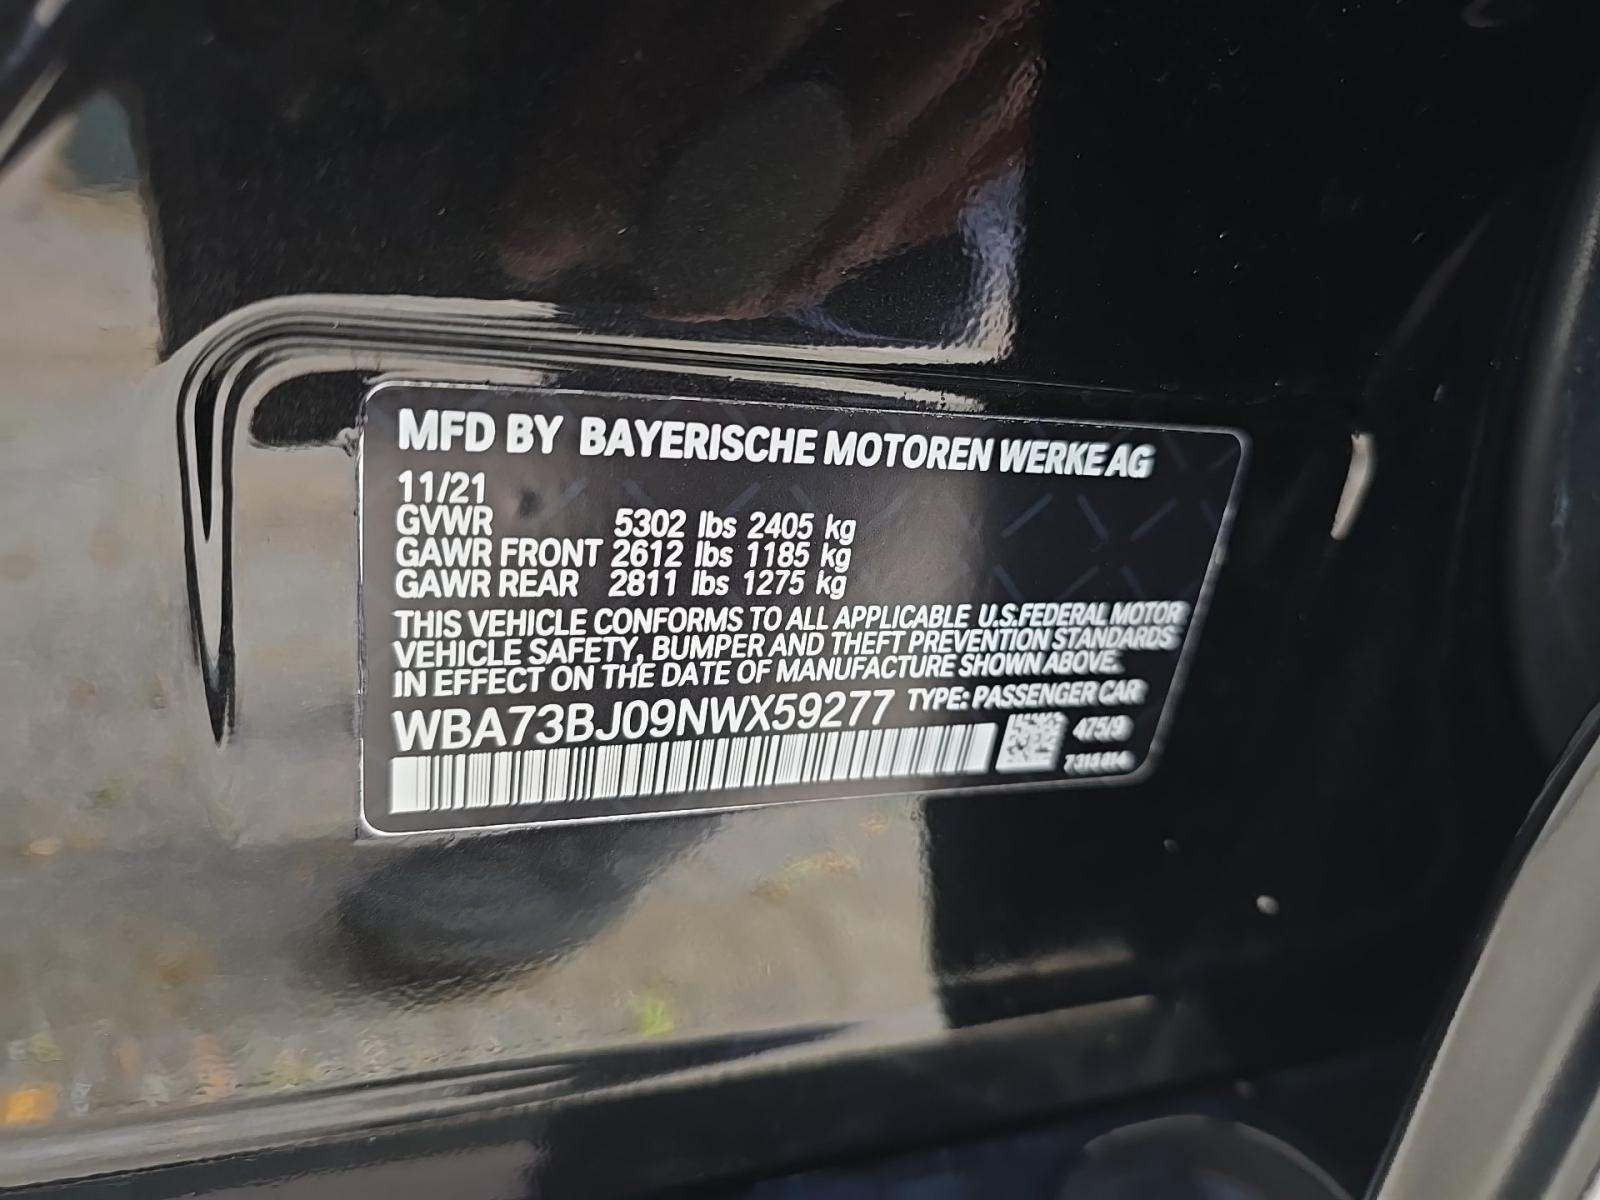 MFD BY BAYERISCHE MOTOREN WERKE AG
11/21
GVWR 5302 lbs 2405 kg
GAWR FRONT 2612 lbs 1185 kg
GAWR REAR 2811 lbs 1275 kg
THIS VEHICLE CONFORMS TO ALL APPLICABLE U.S.FEDERAL MOTOR
VEHICLE SAFETY, BUMPER AND THEFT PREVENTION STANDARDS
IN EFFECT ON THE DATE OF MANUFACTURE SHOWN ABOVE.
WBA73BJ09NWX59277 TYPE: PASSENGER CAR
475/9